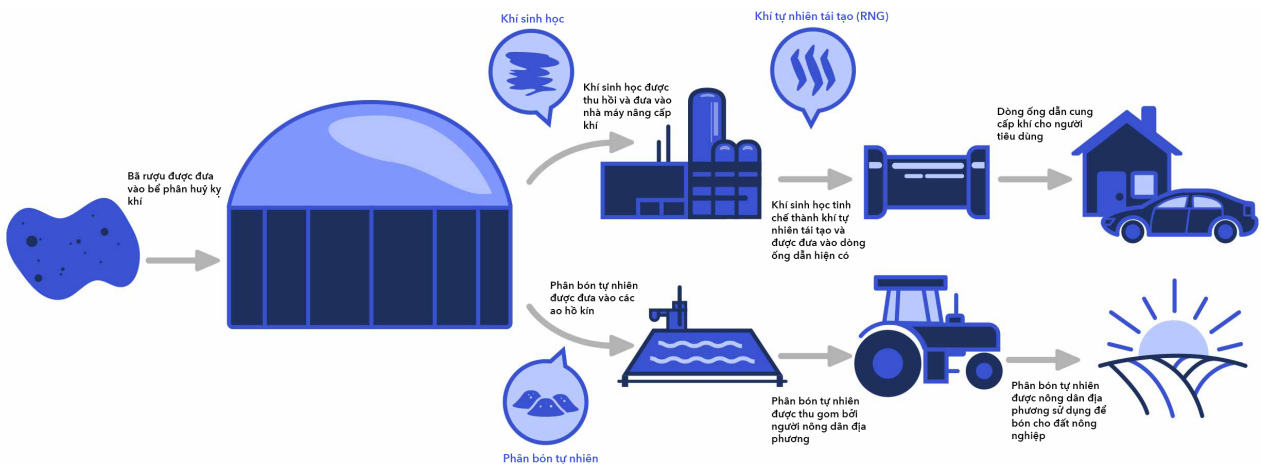 Khí sinh học
Khí tự nhiên tái tạo (RNG)
Khí sinh học được
thu hồi và đưa vào
nhà máy nâng cấp
khí
Dòng ống dẫn cung
cấp khí cho người
tiêu dùng
Bã rượu được đưa
vào bể phân huỷ kỵ
khí
Khí sinh học tinh
chế thành khí tự
nhiên tái tạo và
được đưa vào dòng
ống dẫn hiện có
Phân bón tự nhiên
được đưa vào các
ao hồ kín
Phân bón tự nhiên
được thu gom bởi
người nông dân địa
phương
Phân bón tự nhiên
được nông dân địa
phương sử dụng để
bón cho đất nông
nghiệp
Phân bón tự nhiên